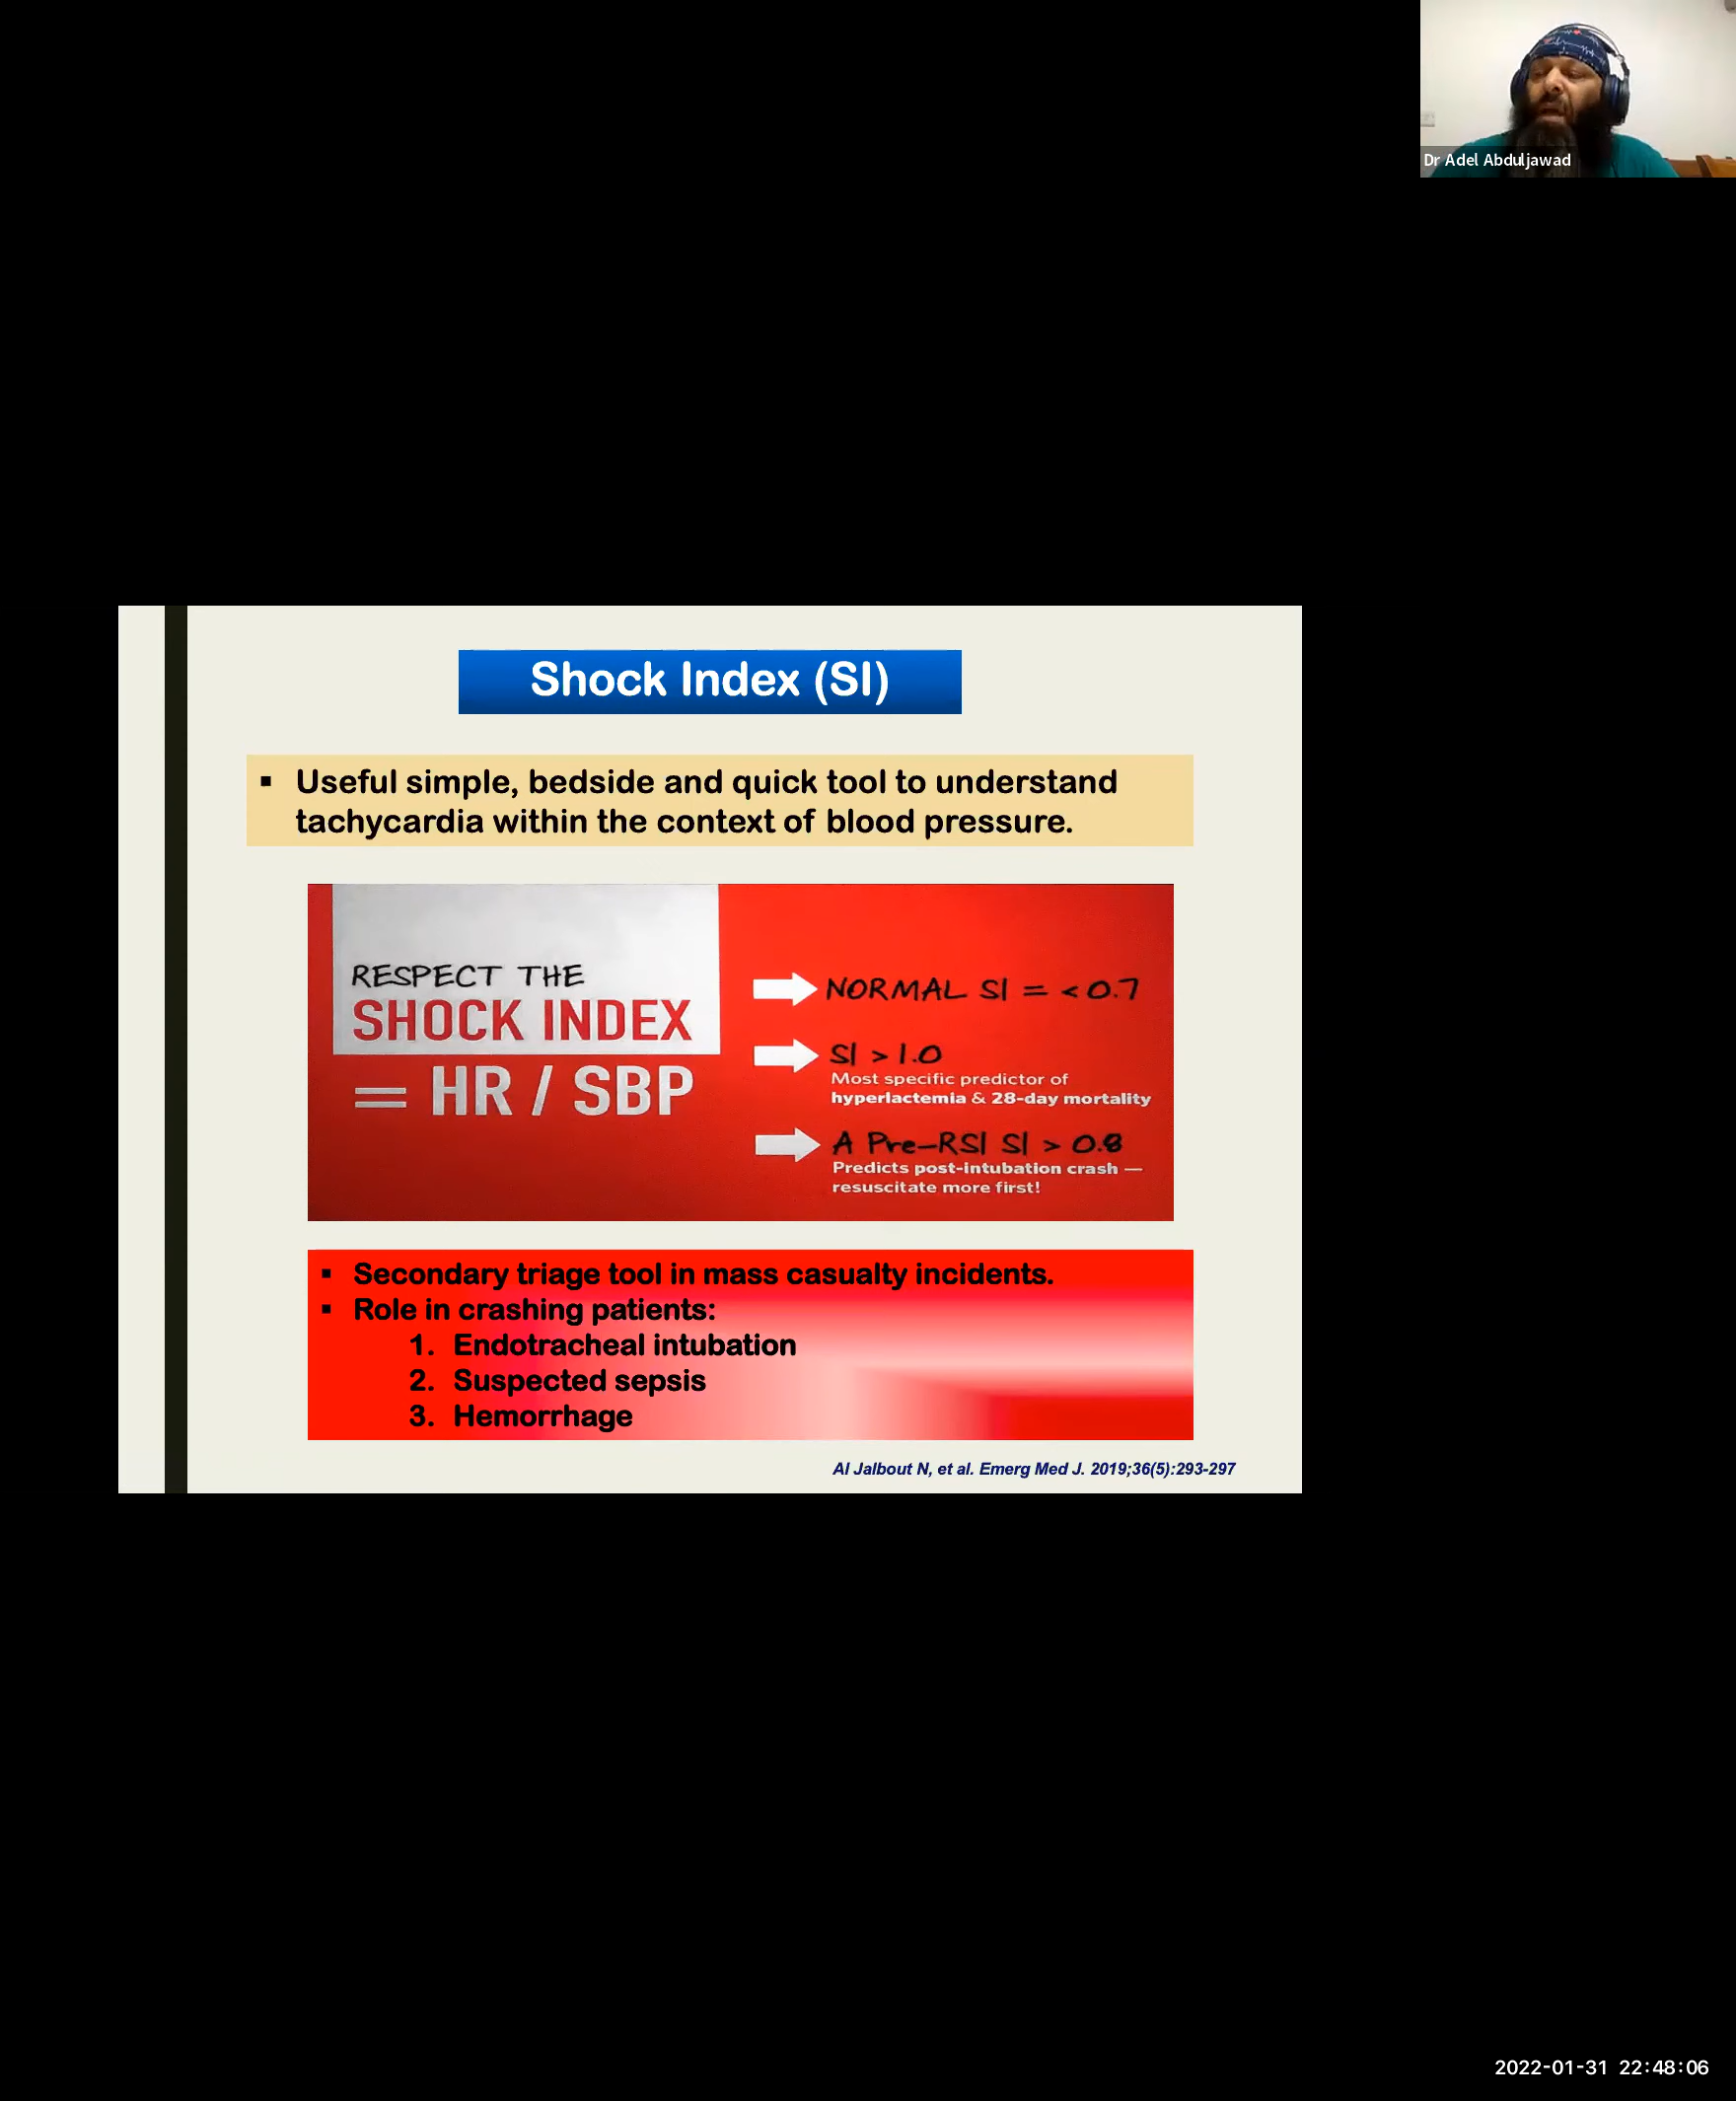 Dr Adel Abduljawad
Shock Index (SI)
▪ Useful simple, bedside and quick tool to understand
tachycardia within the context of blood pressure.
RESPECT THE
SHOCK INDEX
= HR / SBP
NORMAL SI = <0.7
SI > 1.0
Most specific predictor of
hyperlactemia & 28-day mortality
A Pre-RSI SI > 0.8
Predicts post-intubation crash —
resuscitate more first!
▪ Secondary triage tool in mass casualty incidents.
▪ Role in crashing patients:
1. Endotracheal intubation
2. Suspected sepsis
3. Hemorrhage
Al Jalbout N, et al. Emerg Med J. 2019;36(5):293-297
2022-01-31 22:48:06